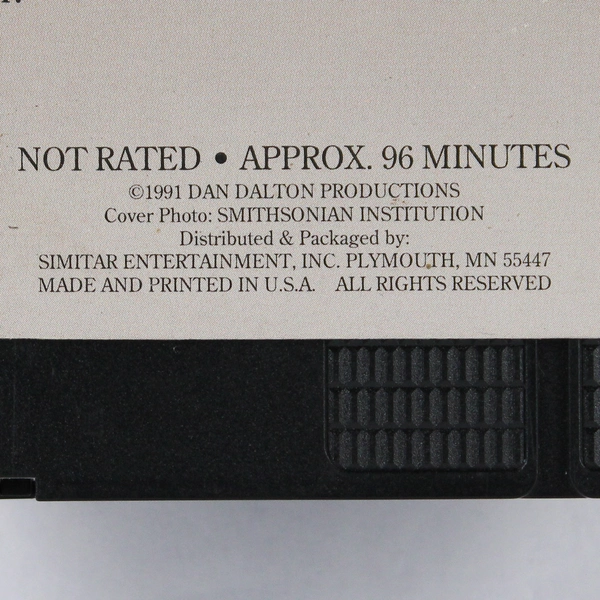 NOT RATED • APPROX. 96 MINUTES
©1991 DAN DALTON PRODUCTIONS
Cover Photo: SMITHSONIAN INSTITUTION
Distributed & Packaged by:
SIMITAR ENTERTAINMENT, INC. PLYMOUTH, MN 55447
MADE AND PRINTED IN U.S.A. ALL RIGHTS RESERVED